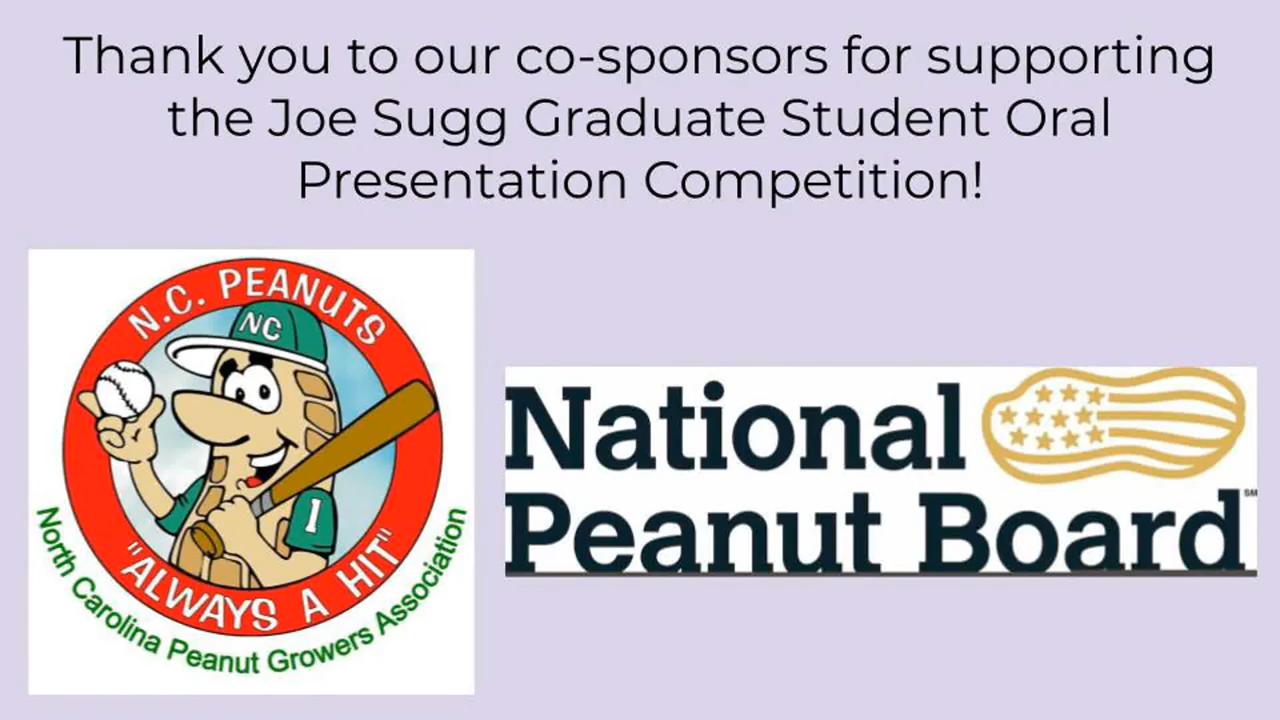 Thank you to our co-sponsors for supporting
the Joe Sugg Graduate Student Oral
Presentation Competition!
N.C. PEANUTS
NC
1
"ALWAYS A HIT"
North Carolina Peanut Growers Association
National
Peanut Board
SM